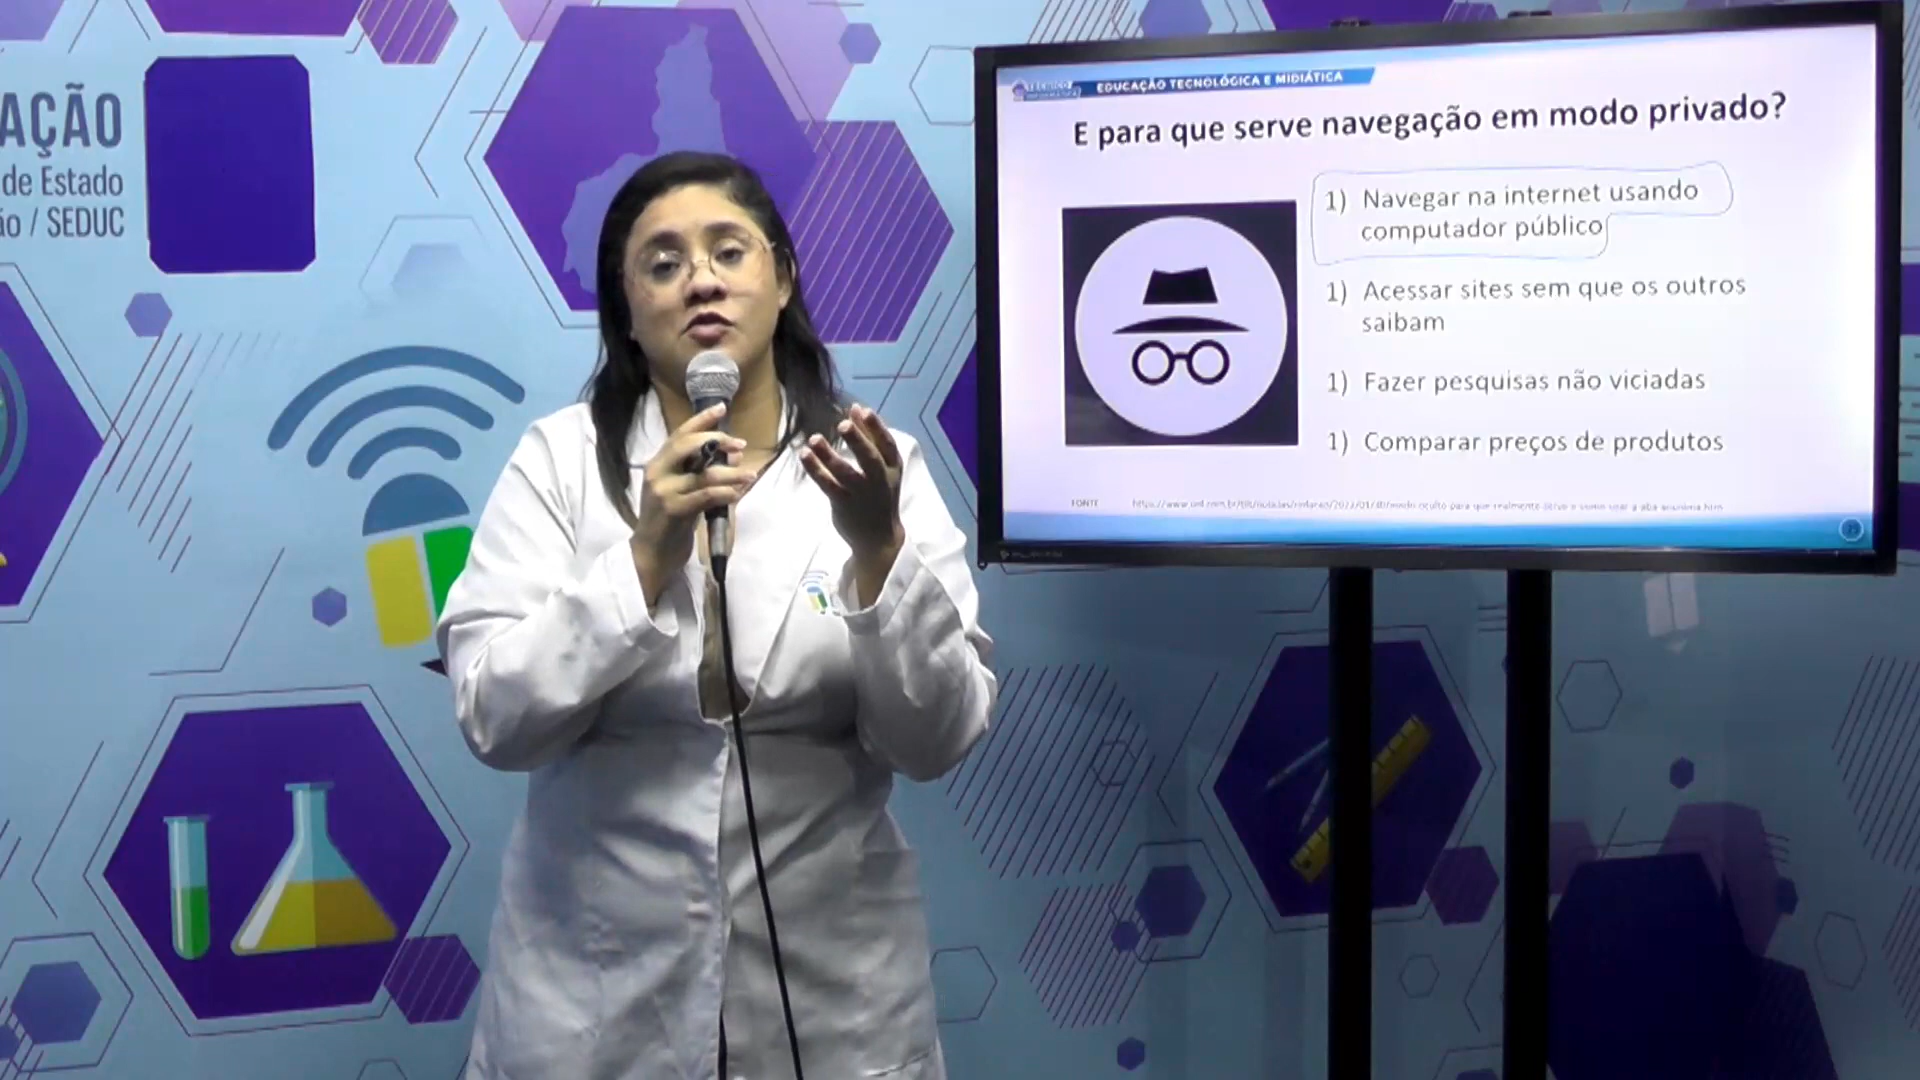 AÇÃO
de Estado
ão / SEDUC
EDUCAÇÃO TECNOLÓGICA E MIDIÁTICA
E para que serve navegação em modo privado?
1) Navegar na internet usando
computador público
1) Acessar sites sem que os outros
saibam
1) Fazer pesquisas não viciadas
1) Comparar preços de produtos
FONTE